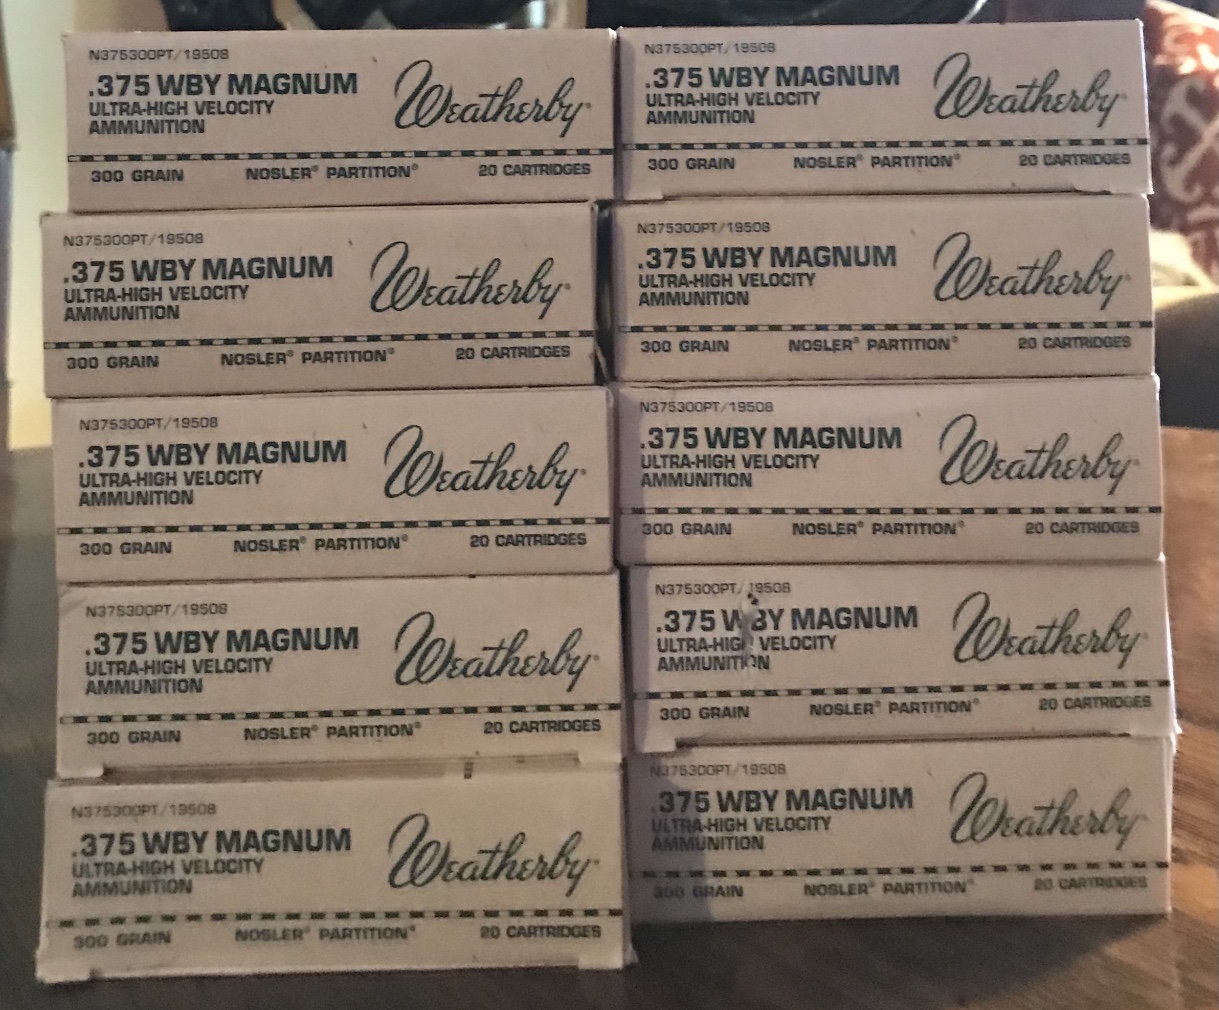 N375300PT/19508
.375 WBY MAGNUM
ULTRA-HIGH VELOCITY
AMMUNITION
Weatherby®
300 GRAIN NOSLER® PARTITION® 20 CARTRIDGES
N375300PT/19508
.375 WBY MAGNUM
ULTRA-HIGH VELOCITY
AMMUNITION
Weatherby®
300 GRAIN NOSLER® PARTITION® 20 CARTRIDGES
N375300PT/19508
.375 WBY MAGNUM
ULTRA-HIGH VELOCITY
AMMUNITION
Weatherby®
300 GRAIN NOSLER® PARTITION® 20 CARTRIDGES
N375300PT/19508
.375 WBY MAGNUM
ULTRA-HIGH VELOCITY
AMMUNITION
Weatherby®
300 GRAIN NOSLER® PARTITION® 20 CARTRIDGES
N375300PT/19508
.375 WBY MAGNUM
ULTRA-HIGH VELOCITY
AMMUNITION
Weatherby®
300 GRAIN NOSLER® PARTITION® 20 CARTRIDGES
N375300PT/19508
.375 WBY MAGNUM
ULTRA-HIGH VELOCITY
AMMUNITION
Weatherby®
300 GRAIN NOSLER® PARTITION® 20 CARTRIDGES
N375300PT/19508
.375 WBY MAGNUM
ULTRA-HIGH VELOCITY
AMMUNITION
Weatherby®
300 GRAIN NOSLER® PARTITION® 20 CARTRIDGES
N375300PT/19508
.375 WBY MAGNUM
ULTRA-HIGH VELOCITY
AMMUNITION
Weatherby®
300 GRAIN NOSLER® PARTITION® 20 CARTRIDGES
N375300PT/19508
.375 WBY MAGNUM
ULTRA-HIGH VELOCITY
AMMUNITION
Weatherby®
300 GRAIN NOSLER® PARTITION® 20 CARTRIDGES
N375300PT/19508
.375 WBY MAGNUM
ULTRA-HIGH VELOCITY
AMMUNITION
Weatherby®
300 GRAIN NOSLER® PARTITION® 20 CARTRIDGES